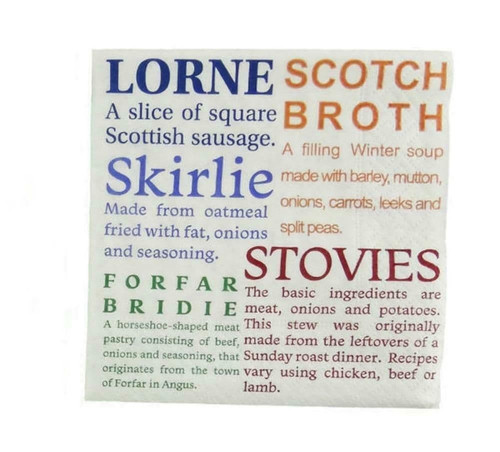 LORNE
A slice of square
Scottish sausage.
SCOTCH
BROTH
A filling Winter soup
made with barley, mutton,
onions, carrots, leeks and
split peas.
Skirlie
Made from oatmeal
fried with fat, onions
and seasoning.
STOVIES
The basic ingredients are
meat, onions and potatoes.
This stew was originally
made from the leftovers of a
Sunday roast dinner. Recipes
vary using chicken, beef or
lamb.
FORFAR
BRIDIE
A horseshoe-shaped meat
pastry consisting of beef,
onions and seasoning, that
originates from the town
of Forfar in Angus.